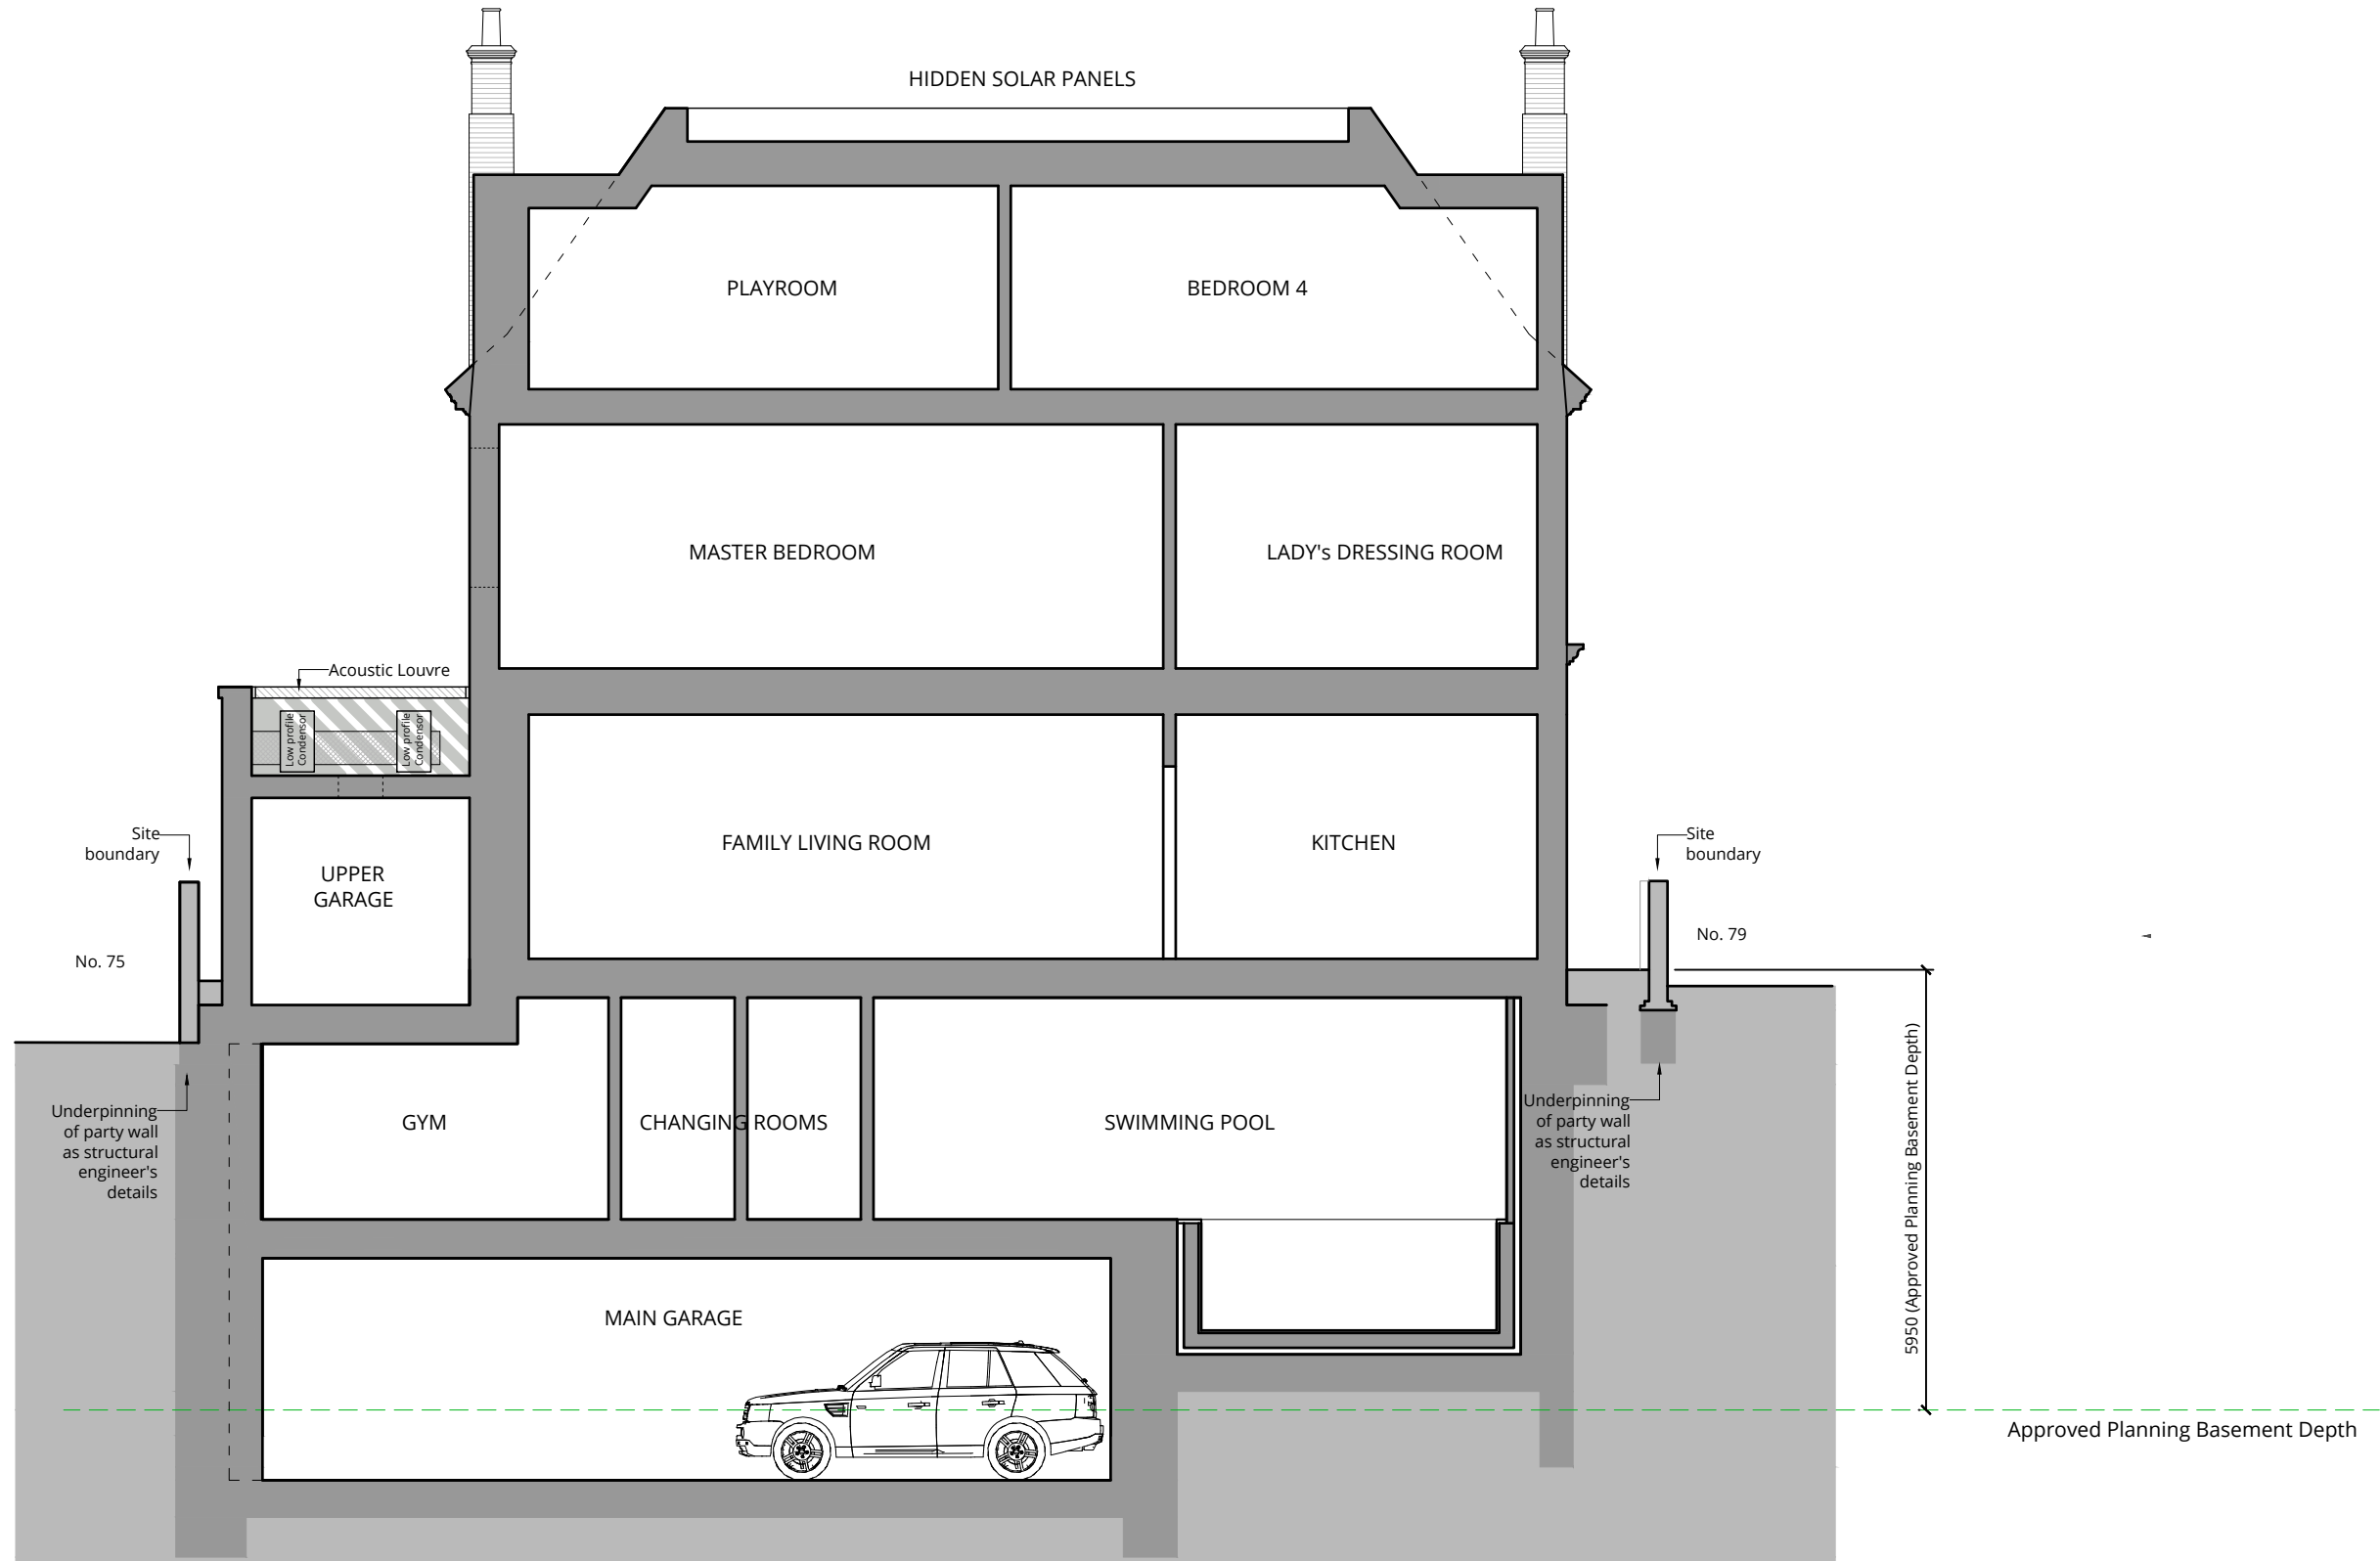 HIDDEN SOLAR PANELS
PLAYROOM
BEDROOM 4
MASTER BEDROOM
LADY's DRESSING ROOM
Acoustic Louvre
Low profile
Condensor
Low profile
Condensor
FAMILY LIVING ROOM
KITCHEN
UPPER
GARAGE
Site
boundary
Site
boundary
No. 75
No. 79
GYM
CHANGING ROOMS
SWIMMING POOL
Underpinning
of party wall
as structural
engineer's
details
Underpinning
of party wall
as structural
engineer's
details
5950 (Approved Planning Basement Depth)
MAIN GARAGE
Approved Planning Basement Depth